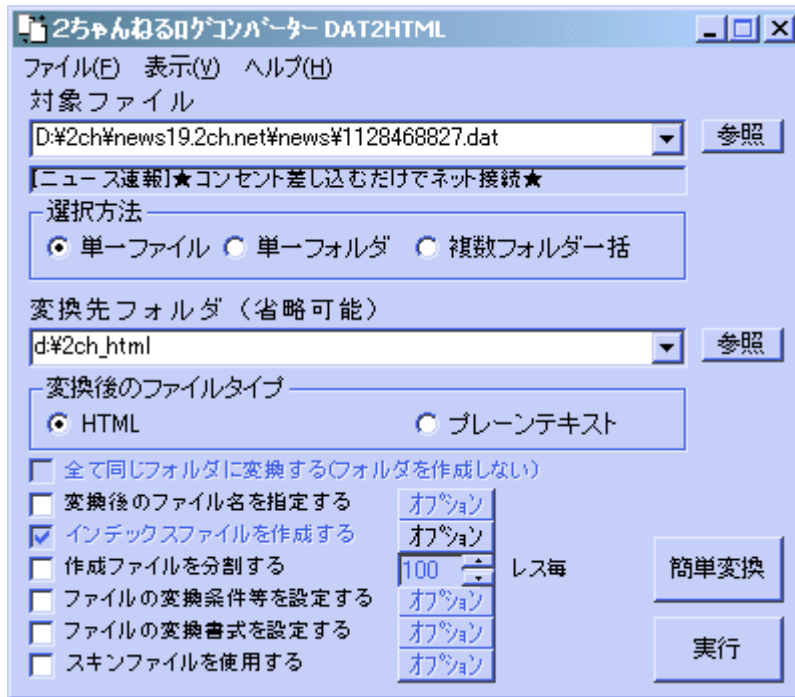 2ちゃんねるﾛｸﾞｺﾝﾊﾞｰﾀｰ DAT2HTML
ファイル(F) 表示(V) ヘルプ(H)
対象ファイル
D:¥2ch¥news19.2ch.net¥news¥1128468827.dat 参照
[ニュース速報]★コンセント差し込むだけでネット接続★
選択方法
単一ファイル 単一フォルダ 複数フォルダ一括
変換先フォルダ（省略可能）
d:¥2ch_html 参照
変換後のファイルタイプ
HTML プレーンテキスト
全て同じフォルダに変換する(フォルダを作成しない)
変換後のファイル名を指定する ｵﾌﾟｼｮﾝ
インデックスファイルを作成する ｵﾌﾟｼｮﾝ
作成ファイルを分割する 100 レス毎
ファイルの変換条件等を設定する ｵﾌﾟｼｮﾝ
ファイルの変換書式を設定する ｵﾌﾟｼｮﾝ
スキンファイルを使用する ｵﾌﾟｼｮﾝ
簡単変換
実行